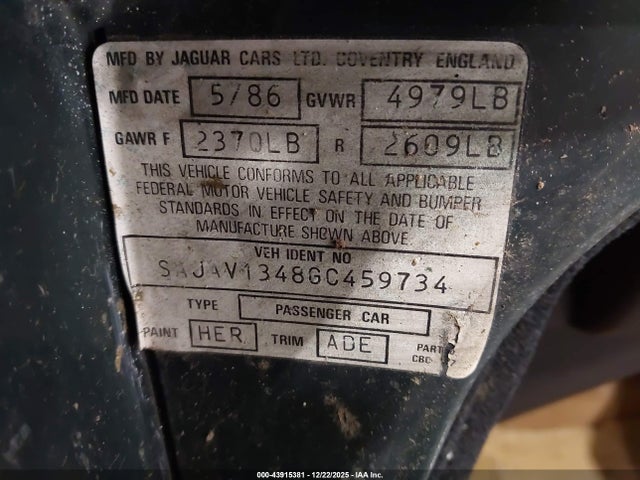 MFD BY JAGUAR CARS LTD. COVENTRY ENGLAND
MFD DATE 5/86 GVWR 4979LB
GAWR F 2370LB R 2609LB
THIS VEHICLE CONFORMS TO ALL APPLICABLE
FEDERAL MOTOR VEHICLE SAFETY AND BUMPER
STANDARDS IN EFFECT ON THE DATE OF
MANUFACTURE SHOWN ABOVE
VEH IDENT NO
SAJAV1348GC459734
TYPE PASSENGER CAR
PAINT HER TRIM ADE PART
CBC
000-43915381 - 12/22/2025 - IAA Inc.